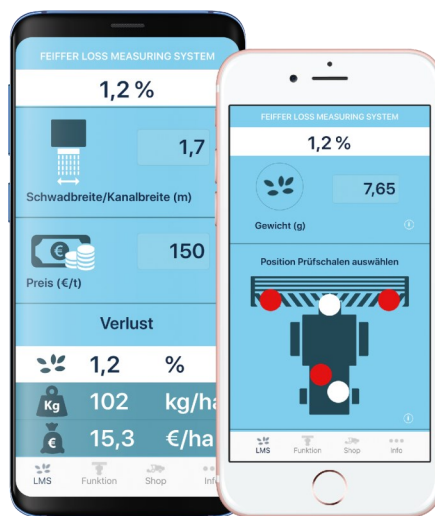 FEIFFER LOSS MEASURING SYSTEM
1,2 %
1,7
Schwadbreite/Kanalbreite (m)
€
150
Preis (€/t)
Verlust
1,2 %
Kg 102 kg/ha
€ 15,3 €/ha
LMS Funktion Shop Info
FEIFFER LOSS MEASURING SYSTEM
1,2 %
7,65
Gewicht (g)
Position Prüfschalen auswählen
LMS Funktion Shop Info